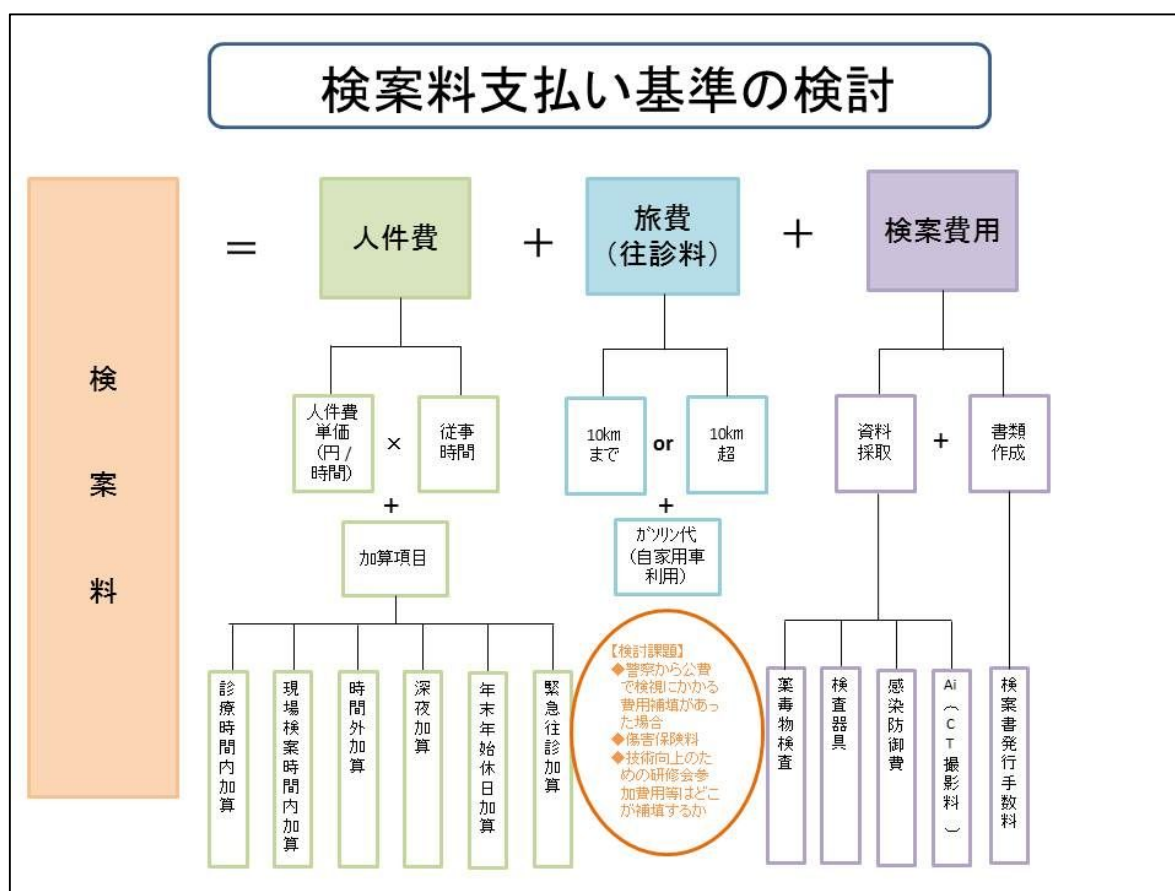 検案料支払い基準の検討
検案料
=
人件費
+
旅費
（往診料）
+
検案費用
人件費
単価
（円 /
時間）
×
従事
時間
10km
まで
or
10km
超
資料
採取
+
書類
作成
+
加算項目
+
ガソリン代
（自家用車
利用）
診療時間内加算
現場検案時間内加算
時間外加算
深夜加算
年末年始休日加算
緊急往診加算
【検討課題】
◆警察から公費
で検視にかかる
費用補填があっ
た場合
◆傷害保険料
◆技術向上のた
めの研修会参
加費用等はどこ
が補填するか
薬毒物検査
検査器具
感染防御費
Ai（CT撮影料）
検案書発行手数料